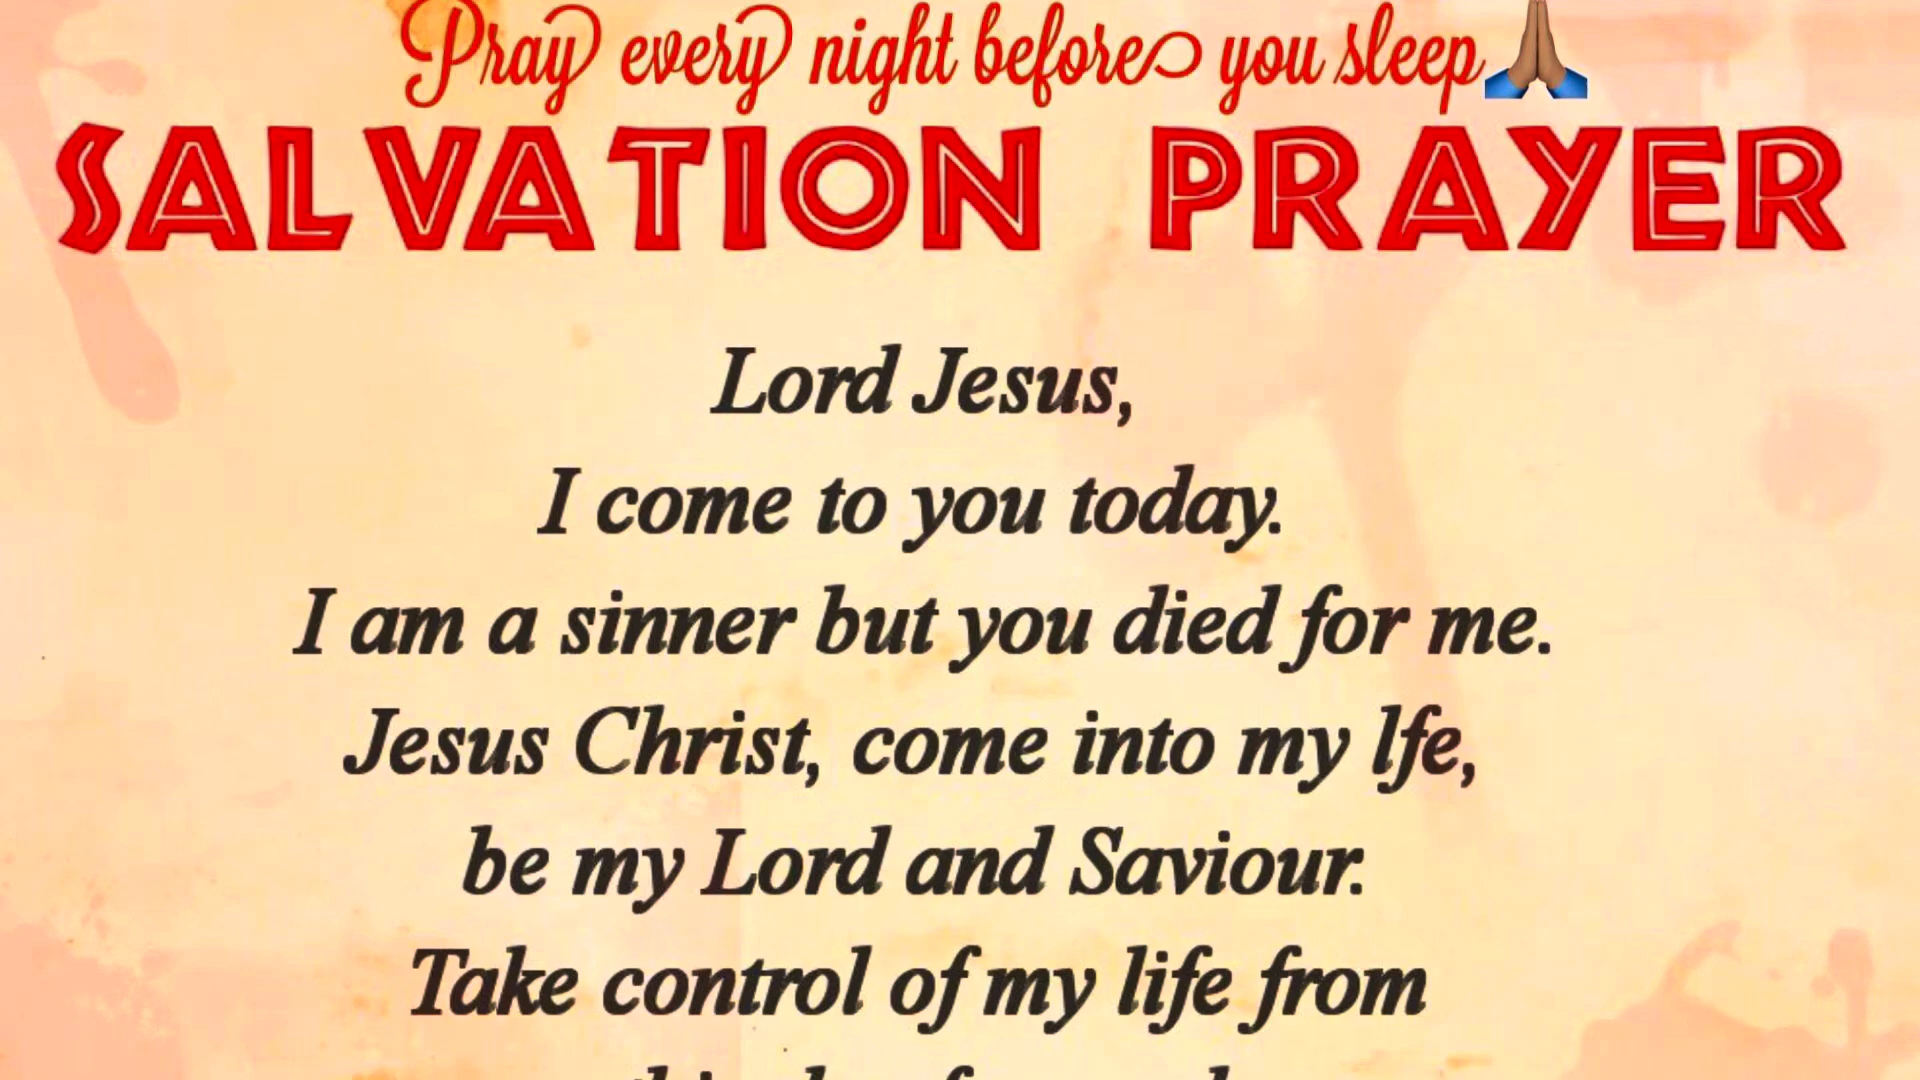 Pray every night before you sleep🙏🏽
SALVATION PRAYER
Lord Jesus,
I come to you today.
I am a sinner but you died for me.
Jesus Christ, come into my lfe,
be my Lord and Saviour.
Take control of my life from